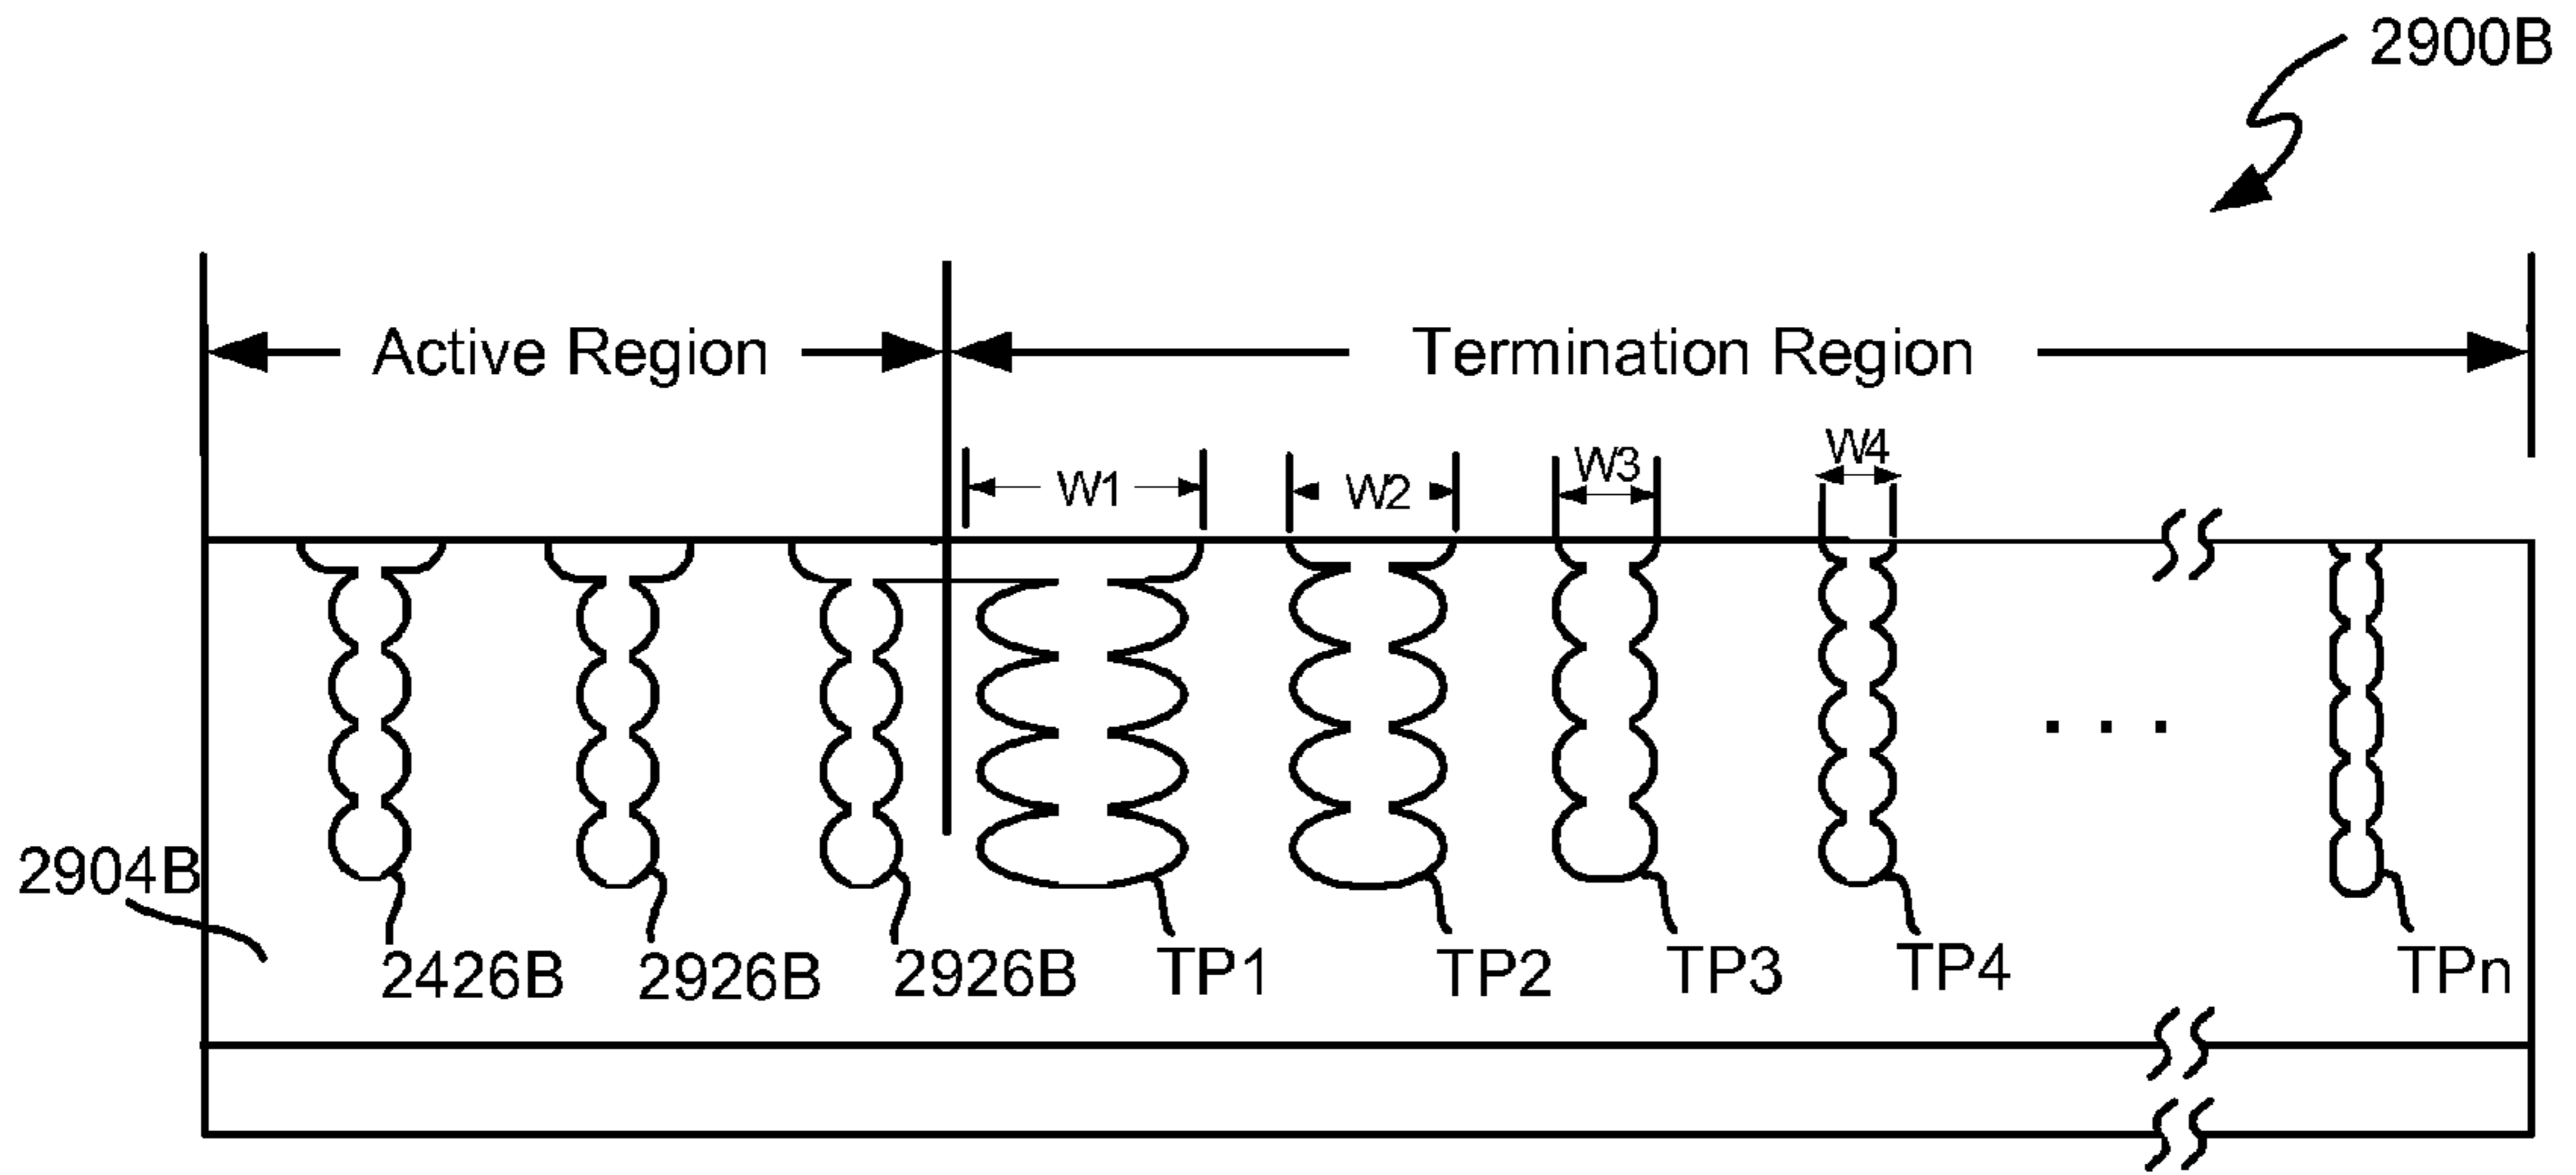 2900B
Active Region
Termination Region
W1
W2
W3
W4
2904B
2426B
2926B
2926B
TP1
TP2
TP3
TP4
. . .
TPn